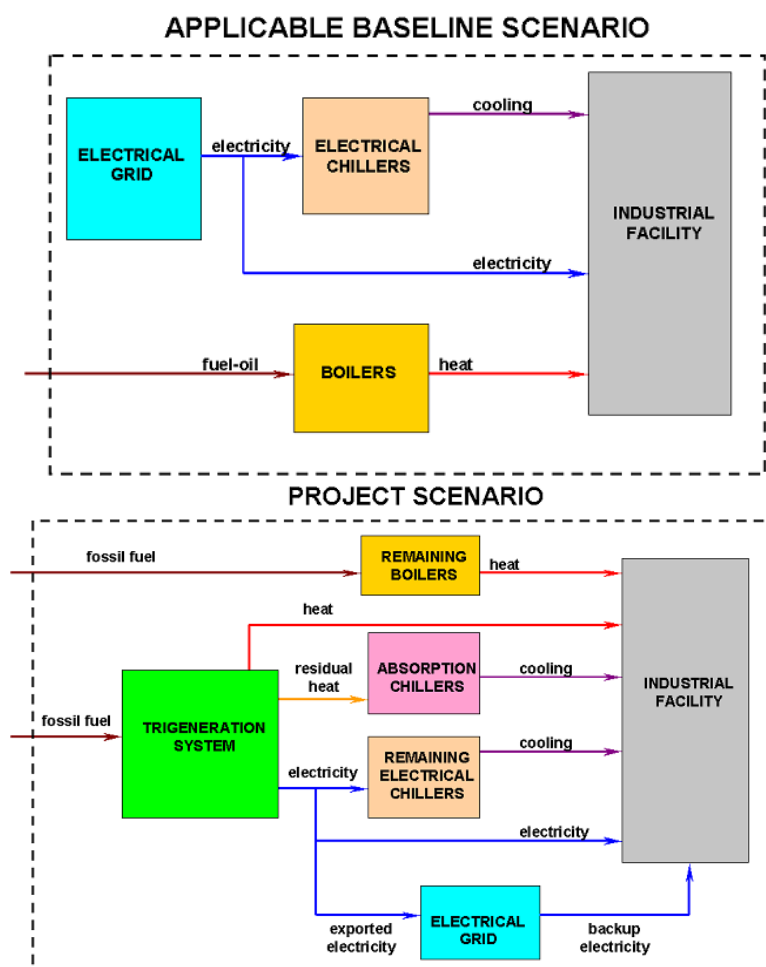 APPLICABLE BASELINE SCENARIO
cooling
ELECTRICAL
GRID
electricity
ELECTRICAL
CHILLERS
INDUSTRIAL
FACILITY
electricity
fuel-oil
BOILERS
heat
PROJECT SCENARIO
fossil fuel
REMAINING
BOILERS
heat
heat
residual
heat
ABSORPTION
CHILLERS
cooling
INDUSTRIAL
FACILITY
fossil fuel
TRIGENERATION
SYSTEM
electricity
REMAINING
ELECTRICAL
CHILLERS
cooling
electricity
exported
electricity
ELECTRICAL
GRID
backup
electricity